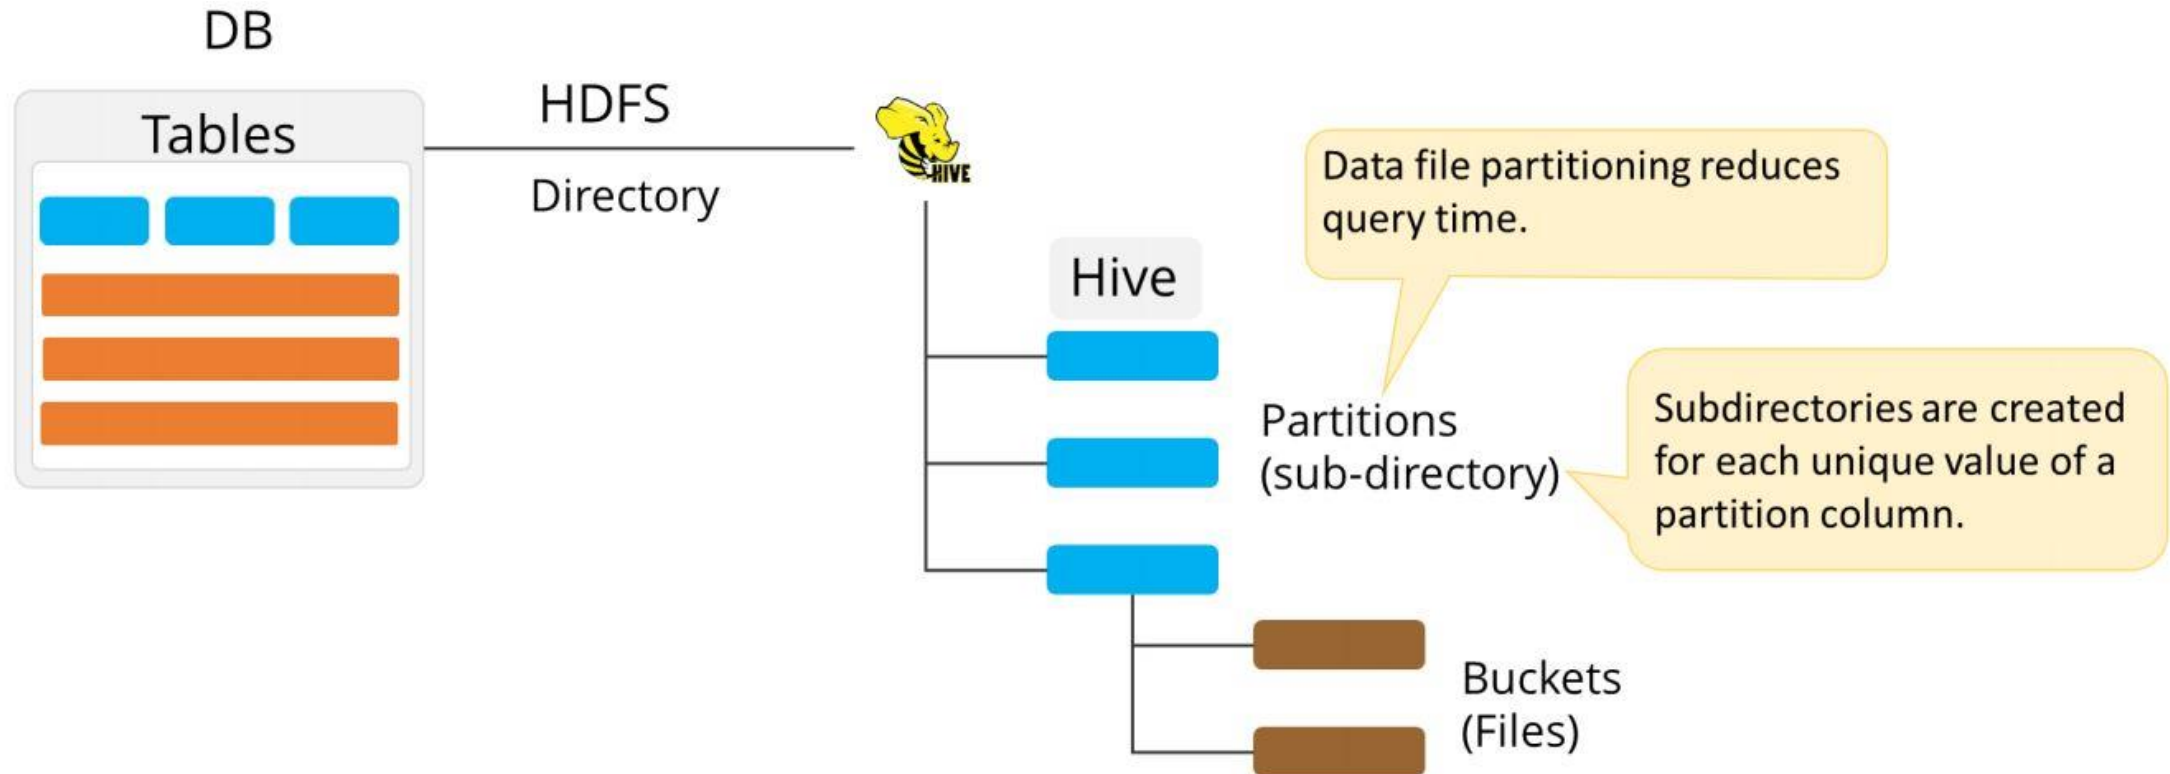 DB
Tables
HDFS
Directory
HIVE
Hive
Data file partitioning reduces
query time.
Partitions
(sub-directory)
Subdirectories are created
for each unique value of a
partition column.
Buckets
(Files)